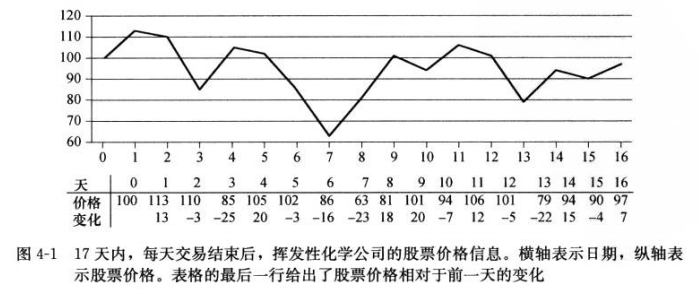 120
110
100
90
80
70
60
0 1 2 3 4 5 6 7 8 9 10 11 12 13 14 15 16
天 0 1 2 3 4 5 6 7 8 9 10 11 12 13 14 15 16
价格 100 113 110 85 105 102 86 63 81 101 94 106 101 79 94 90 97
变化 13 -3 -25 20 -3 -16 -23 18 20 -7 12 -5 -22 15 -4 7
图 4-1 17 天内，每天交易结束后，挥发性化学公司的股票价格信息。横轴表示日期，纵轴表
示股票价格。表格的最后一行给出了股票价格相对于前一天的变化